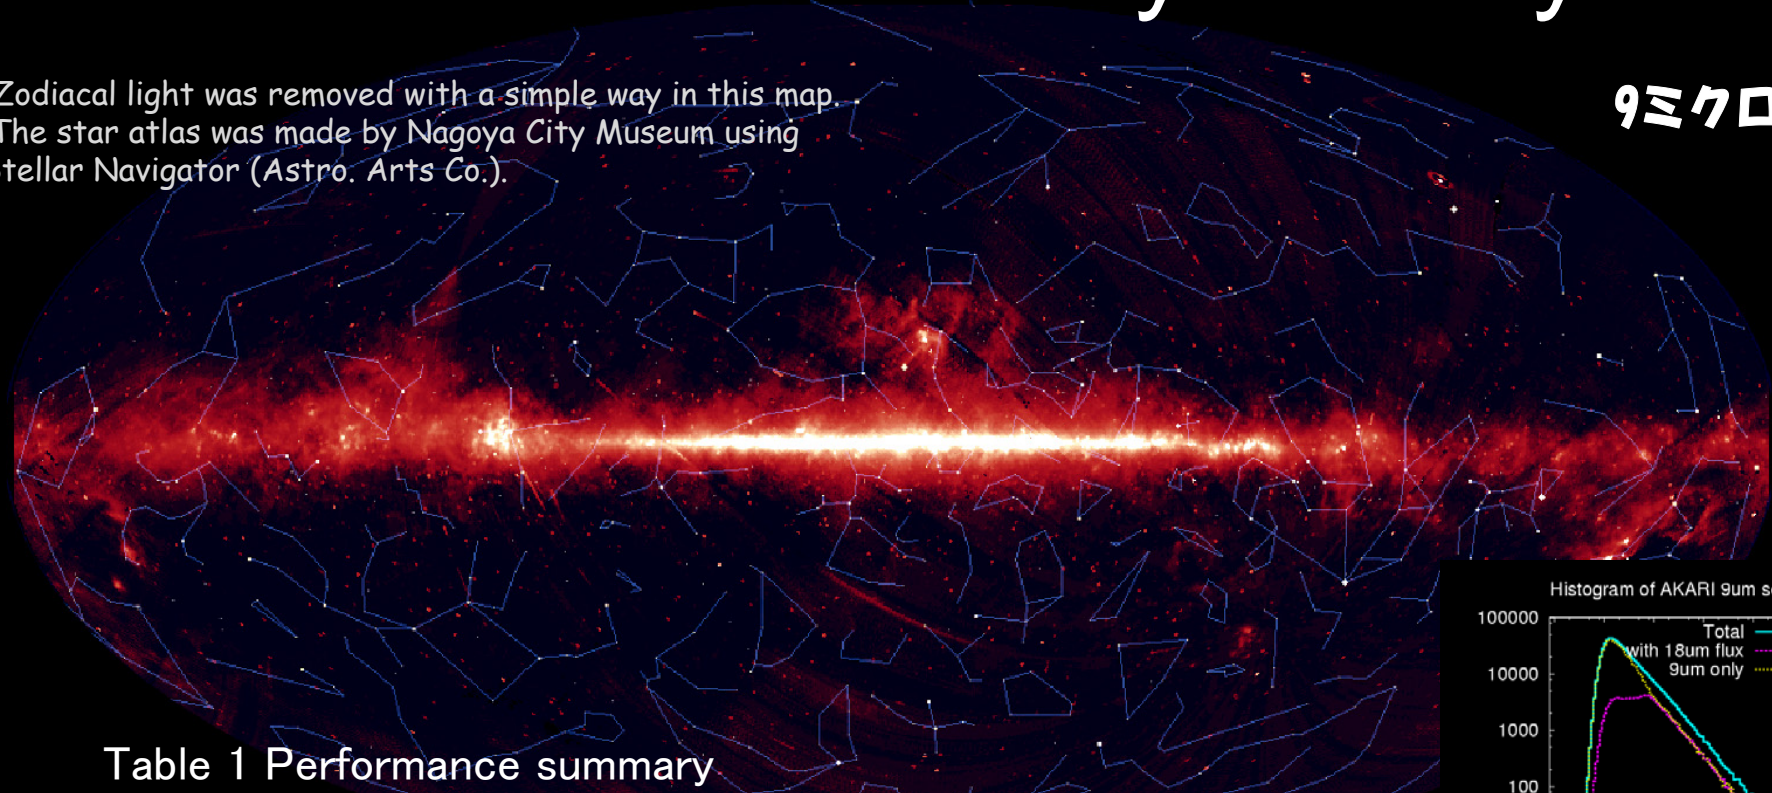 Zodiacal light was removed with a simple way in this map.
The star atlas was made by Nagoya City Museum using
tellar Navigator (Astro. Arts Co.).
9ミクロ
Histogram of AKARI 9um s
100000
Total
with 18um flux
9um only
10000
1000
100
Table 1 Performance summary